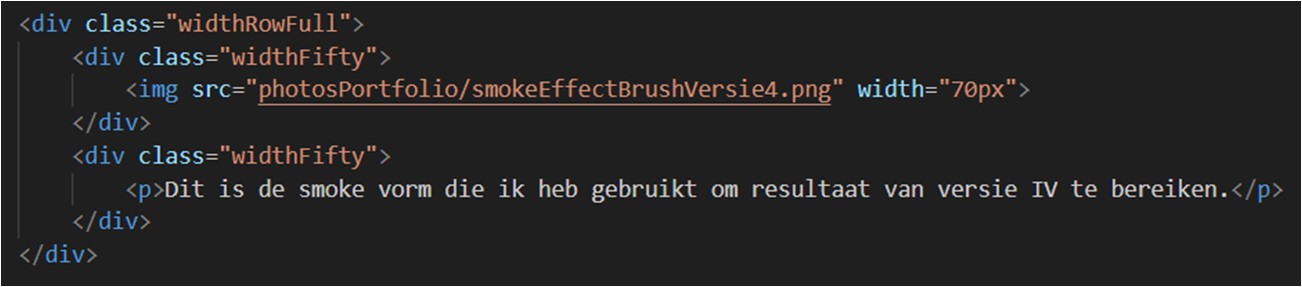 <div class="widthRowFull">
    <div class="widthFifty">
        <img src="photosPortfolio/smokeEffectBrushVersie4.png" width="70px">
    </div>
    <div class="widthFifty">
        <p>Dit is de smoke vorm die ik heb gebruikt om resultaat van versie IV te bereiken.</p>
    </div>
</div>